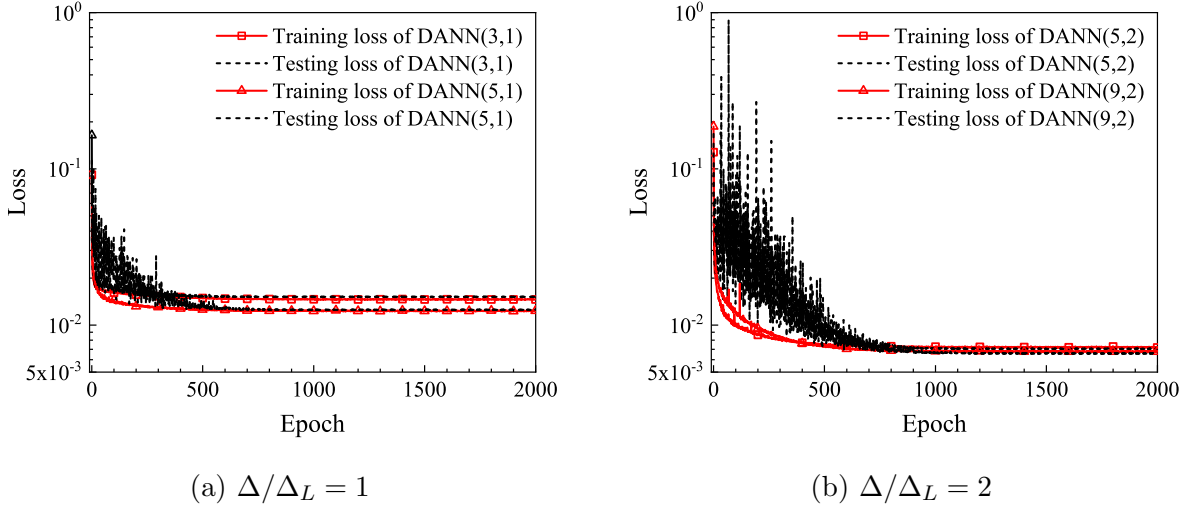 10^0
10^-1
10^-2
5x10^-3
Loss
Training loss of DANN(3,1)
Testing loss of DANN(3,1)
Training loss of DANN(5,1)
Testing loss of DANN(5,1)
0 500 1000 1500 2000
Epoch
(a) Δ/Δ_L = 1
10^0
10^-1
10^-2
5x10^-3
Loss
Training loss of DANN(5,2)
Testing loss of DANN(5,2)
Training loss of DANN(9,2)
Testing loss of DANN(9,2)
0 500 1000 1500 2000
Epoch
(b) Δ/Δ_L = 2